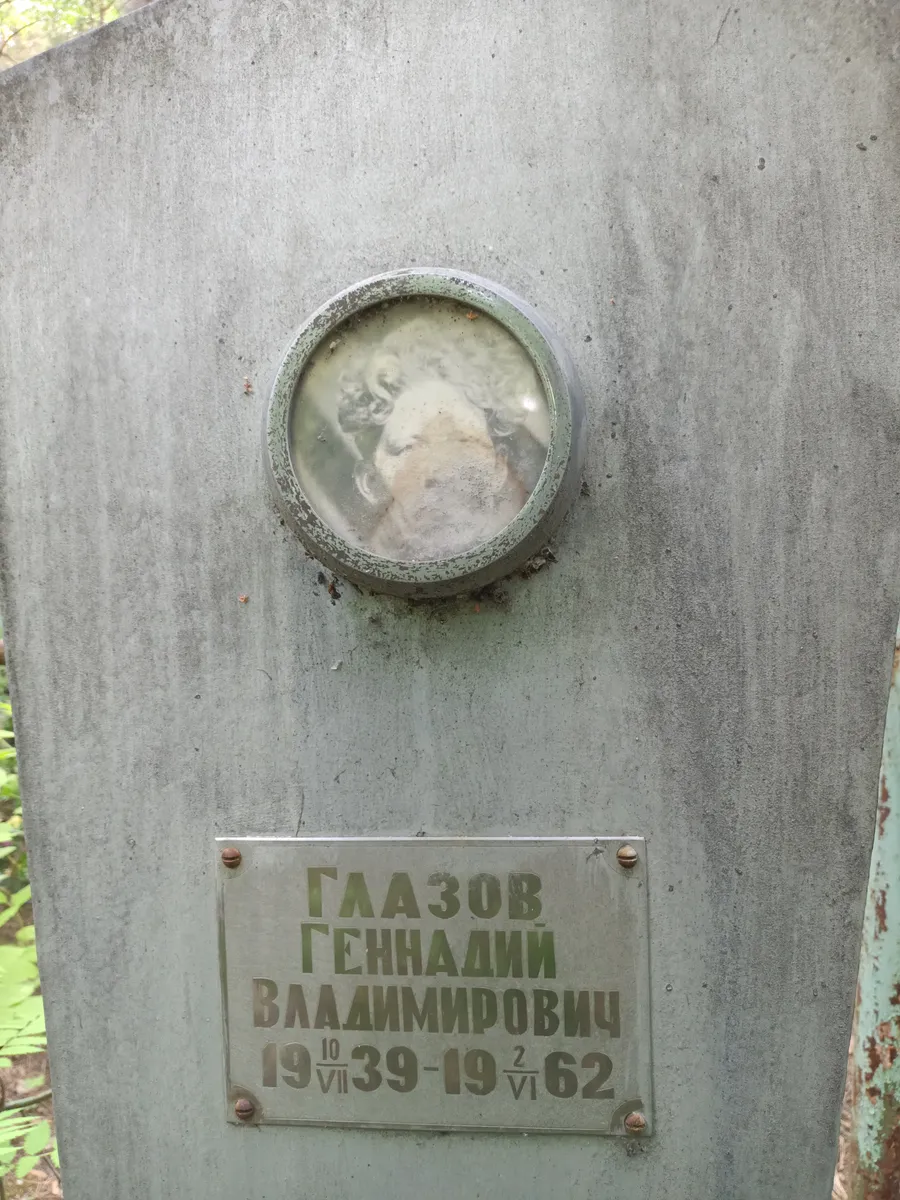 ГЛАЗОВ
ГЕННАДИЙ
ВЛАДИМИРОВИЧ
19 10/VII 39-19 2/VI 62